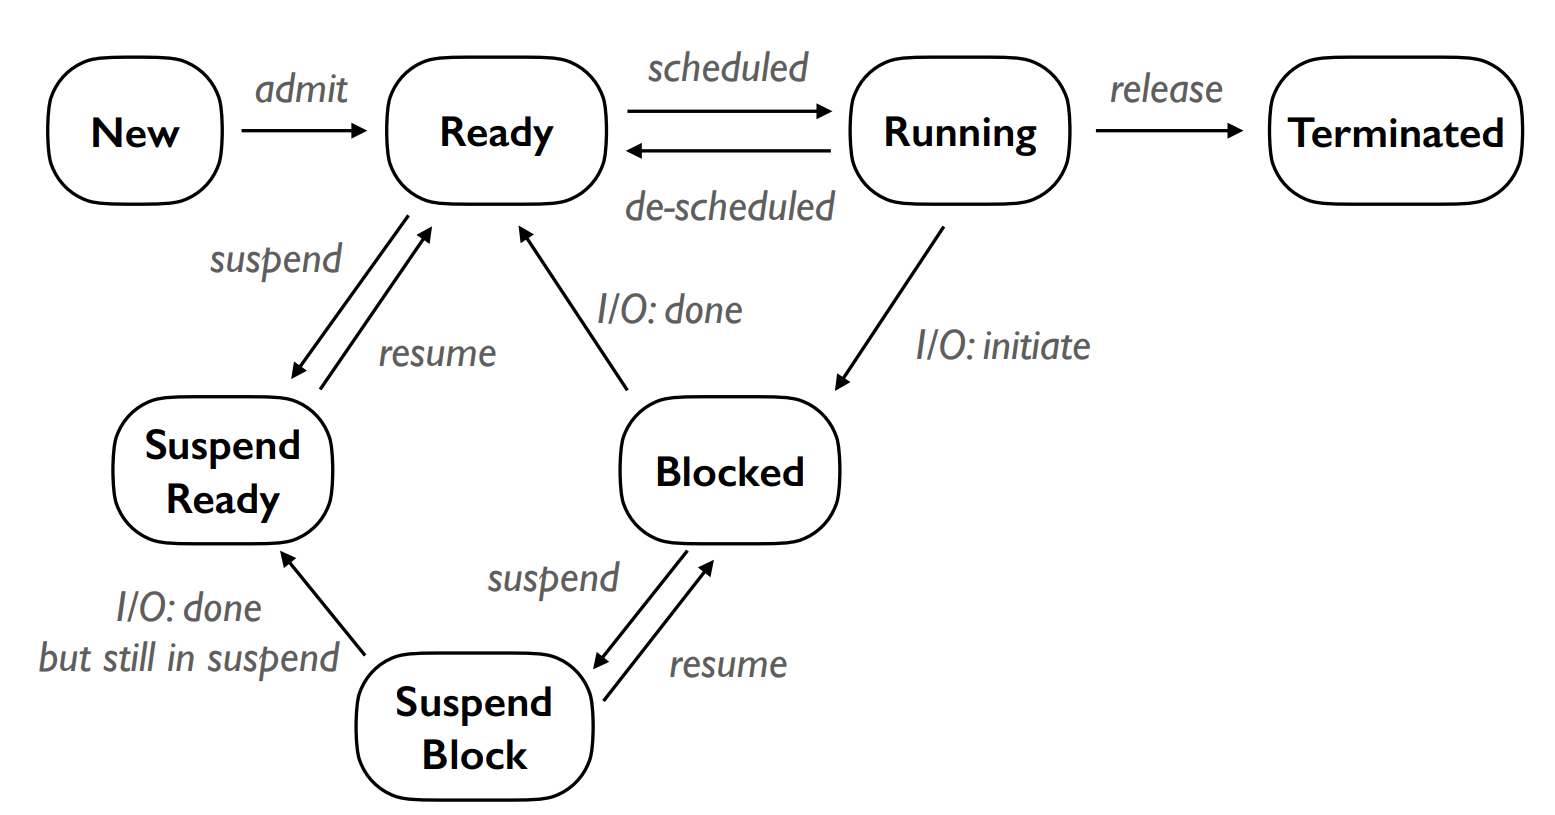 scheduled
admit
release
New
Ready
Running
Terminated
de-scheduled
suspend
I/O: done
I/O: initiate
resume
Suspend
Ready
Blocked
suspend
I/O: done
but still in suspend
resume
Suspend
Block